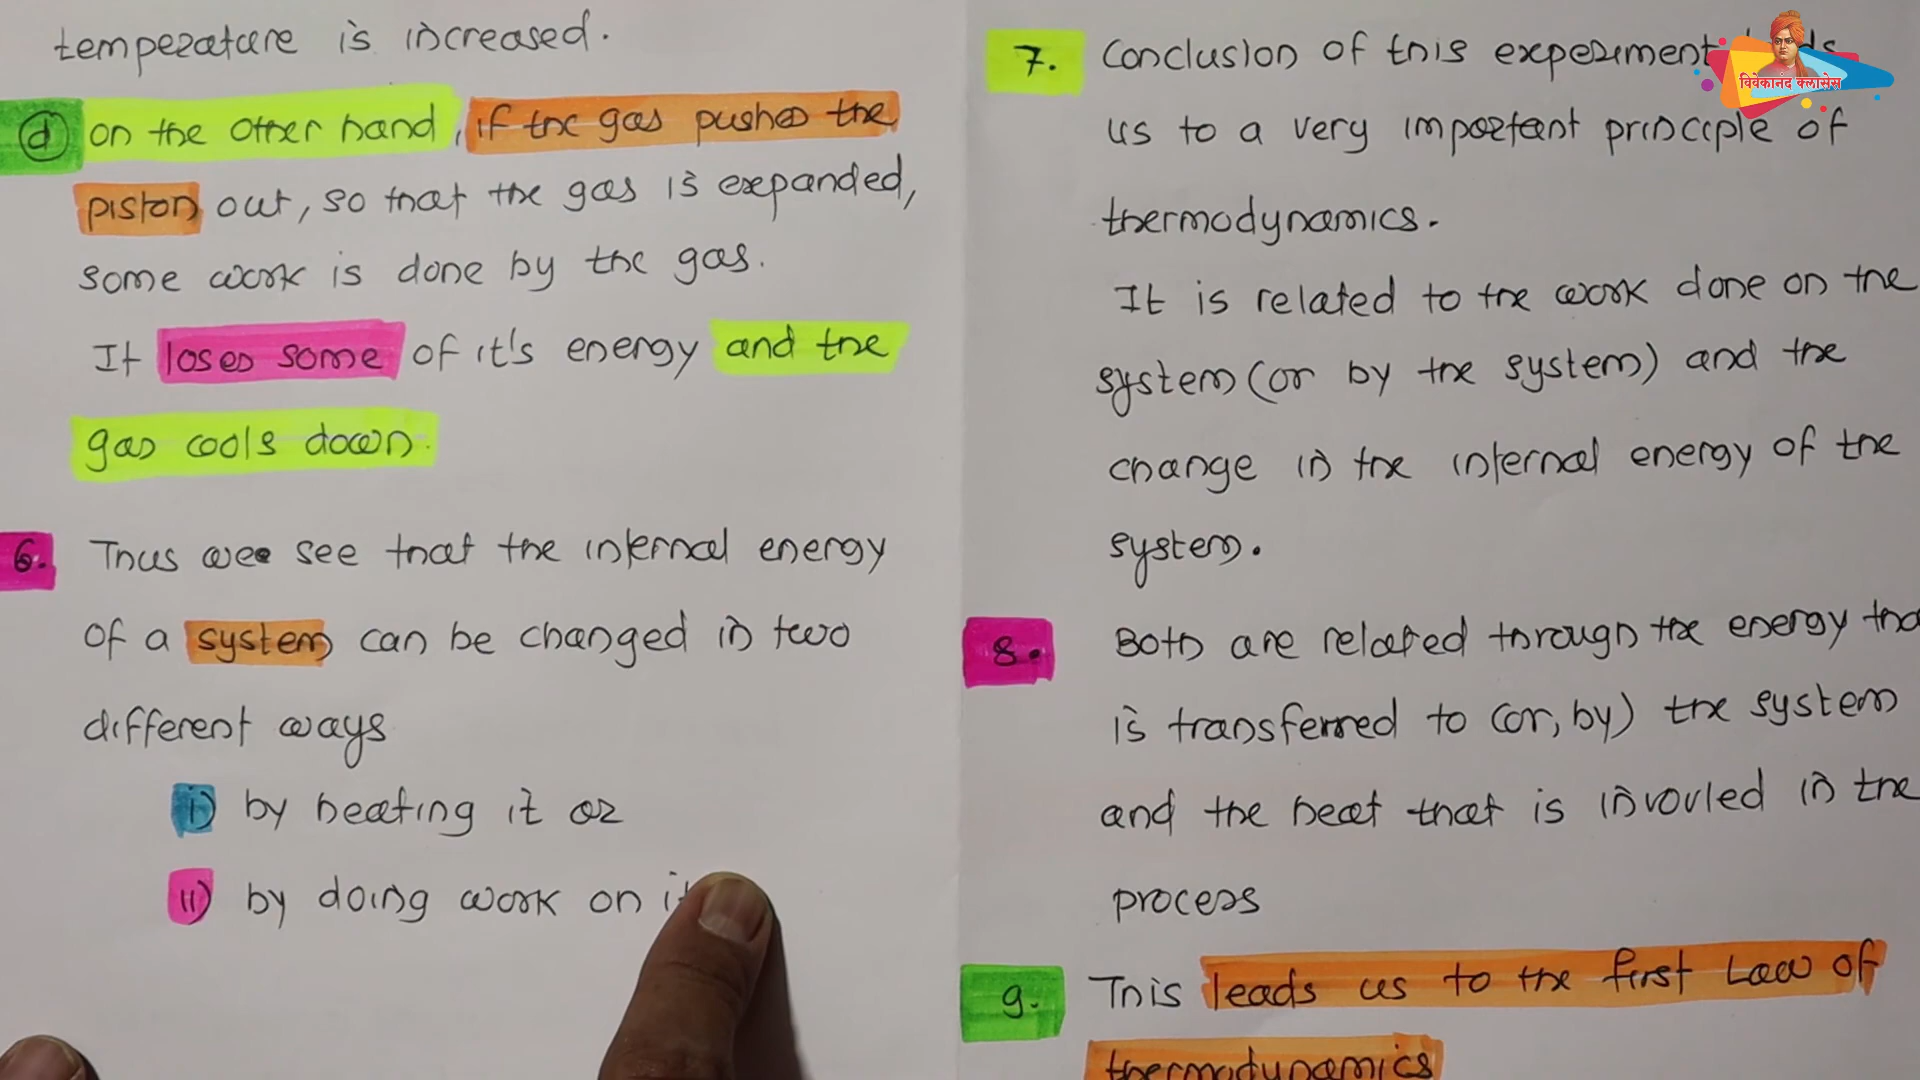 temperature is increased.
d on the other hand, if the gas pushes the
piston out, so that the gas is expanded,
some work is done by the gas.
It loses some of it's energy and the
gas cools down.
6. Thus we see that the internal energy
of a system can be changed in two
different ways
i) by heating it or
ii) by doing work on it
7. Conclusion of this experiment
us to a very important principle of
thermodynamics.
It is related to the work done on the
system (or by the system) and the
change in the internal energy of the
system.
8. Both are related through the energy
is transferred to (or, by) the system
and the heat that is invovled in the
process
9. This leads us to the first Law of
thermodynamics
विवेकानंद क्लासेस